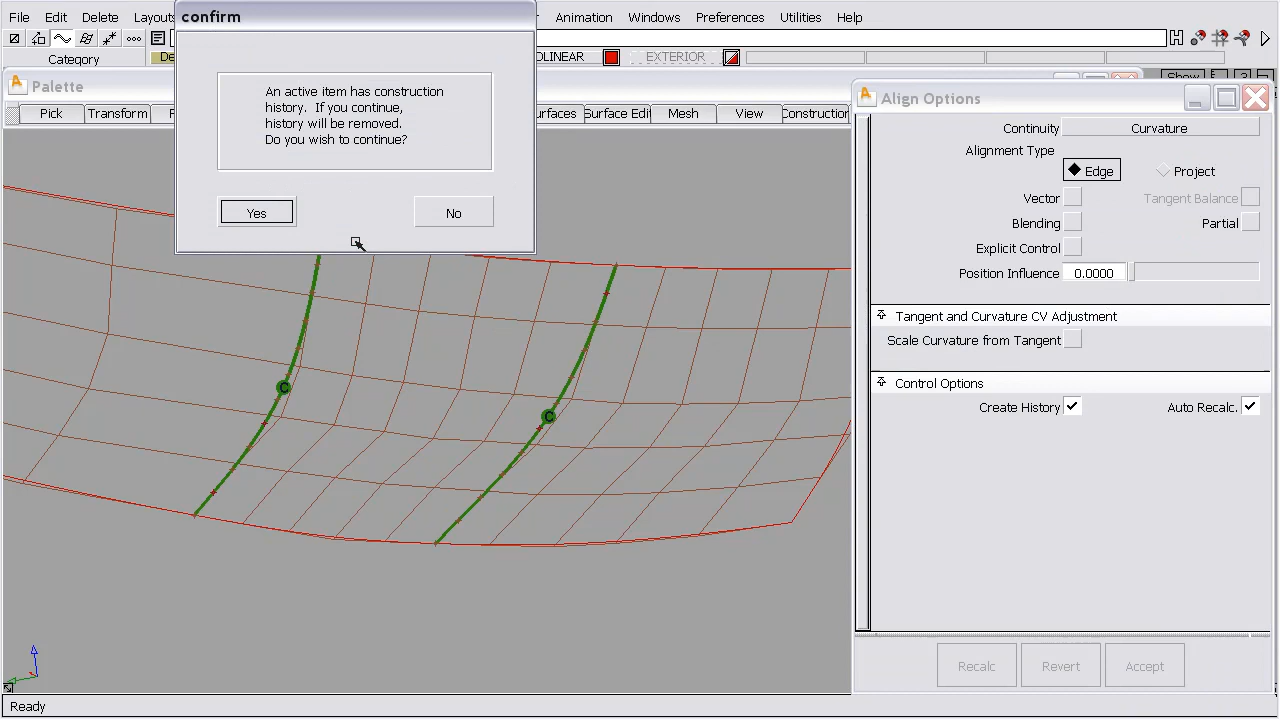 File Edit Delete Layouts Animation Windows Preferences Utilities Help
confirm
Category
OLINEAR
EXTERIOR
Show
Palette
Pick Transform Mesh View Construction
An active item has construction
history. If you continue,
history will be removed.
Do you wish to continue?
Yes No
C
C
Align Options
Continuity Curvature
Alignment Type
Edge Project
Vector Tangent Balance
Blending Partial
Explicit Control
Position Influence 0.0000
Tangent and Curvature CV Adjustment
Scale Curvature from Tangent
Control Options
Create History Auto Recalc.
Recalc Revert Accept
Ready